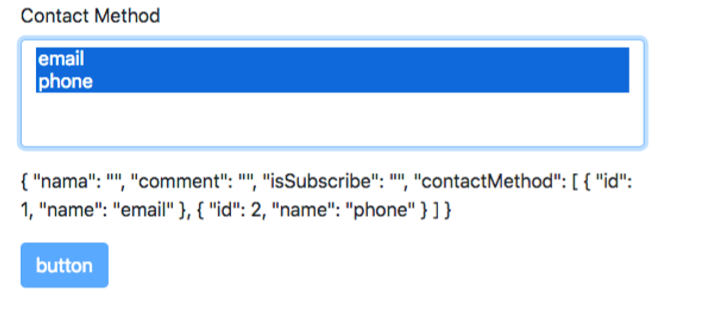 Contact Method
email
phone
{ "nama": "", "comment": "", "isSubscribe": "", "contactMethod": [ { "id":
1, "name": "email" }, { "id": 2, "name": "phone" } ] }
button